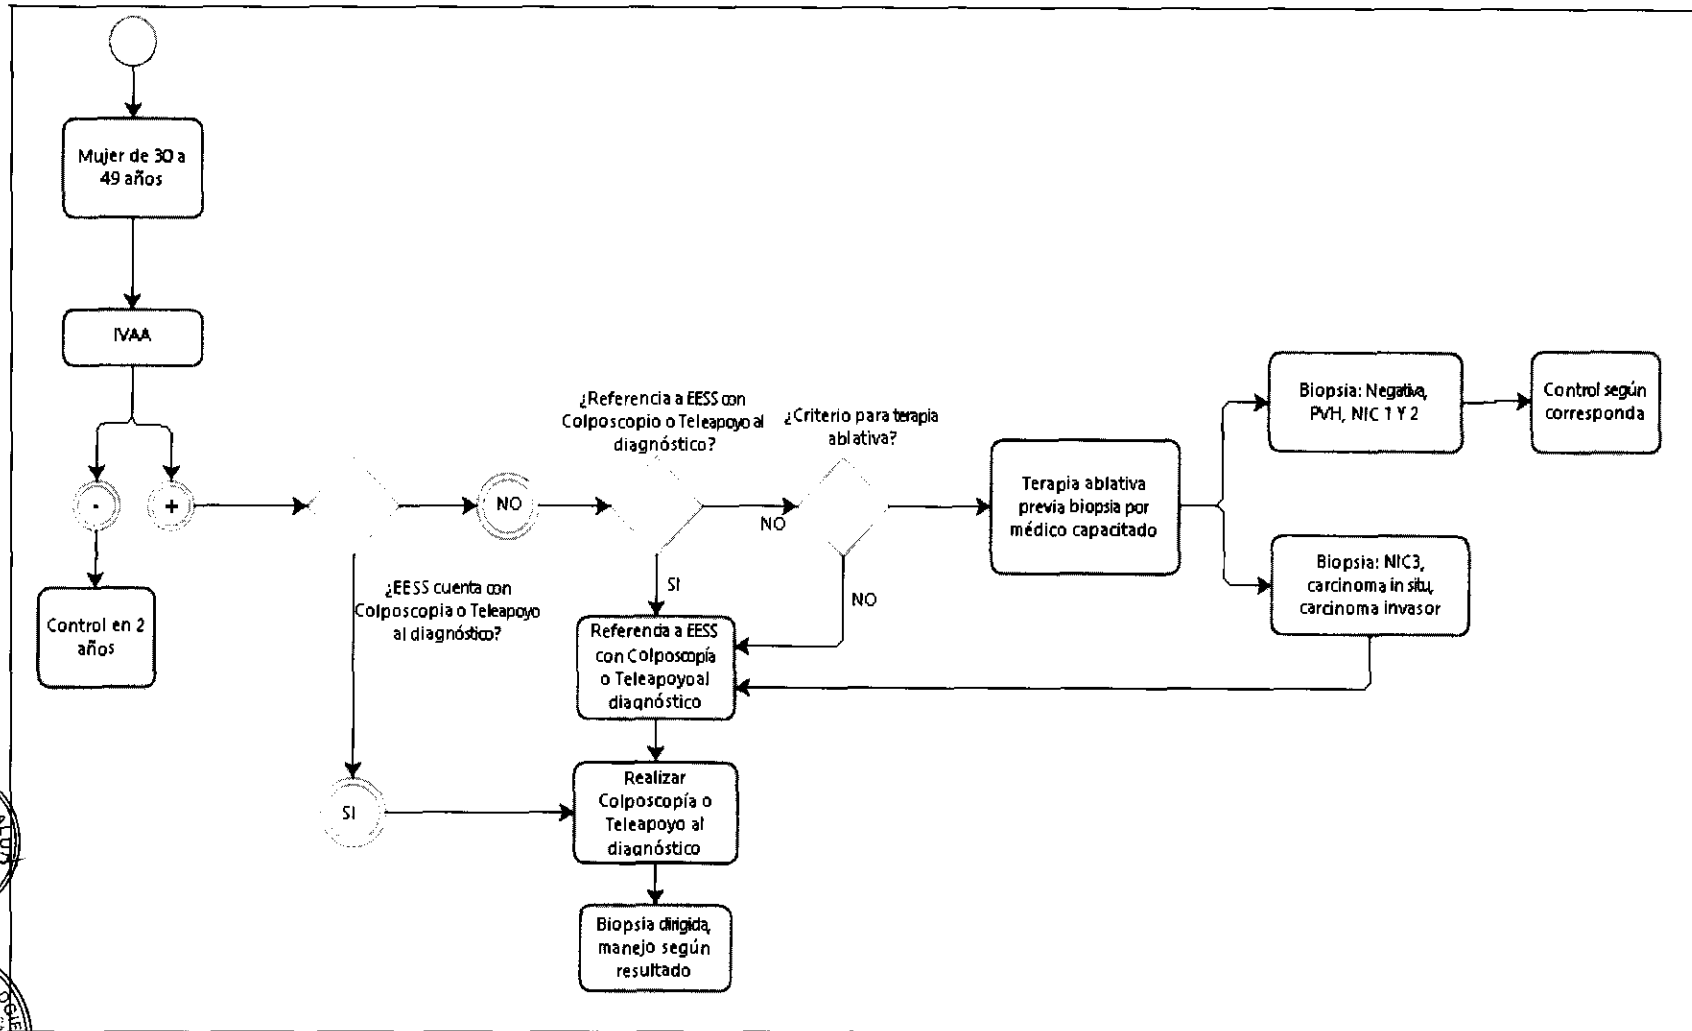 Mujer de 30 a
49 años
IVAA
-
+
Control en 2
años
¿EESS cuenta con
Colposcopia o Teleapoyo
al diagnóstico?
NO
SI
¿Referencia a EESS con
Colposcopio o Teleapoyo al
diagnóstico?
NO
SI
¿Criterio para terapia
ablativa?
NO
Referencia a EESS
con Colposcopía
o Teleapoyo al
diagnóstico
Realizar
Colposcopía o
Teleapoyo al
diagnóstico
Biopsia dirigida,
manejo según
resultado
Terapia ablativa
previa biopsia por
médico capacitado
Biopsia: Negativa,
PVH, NIC 1 Y 2
Control según
corresponda
Biopsia: NIC3,
carcinoma in situ,
carcinoma invasor